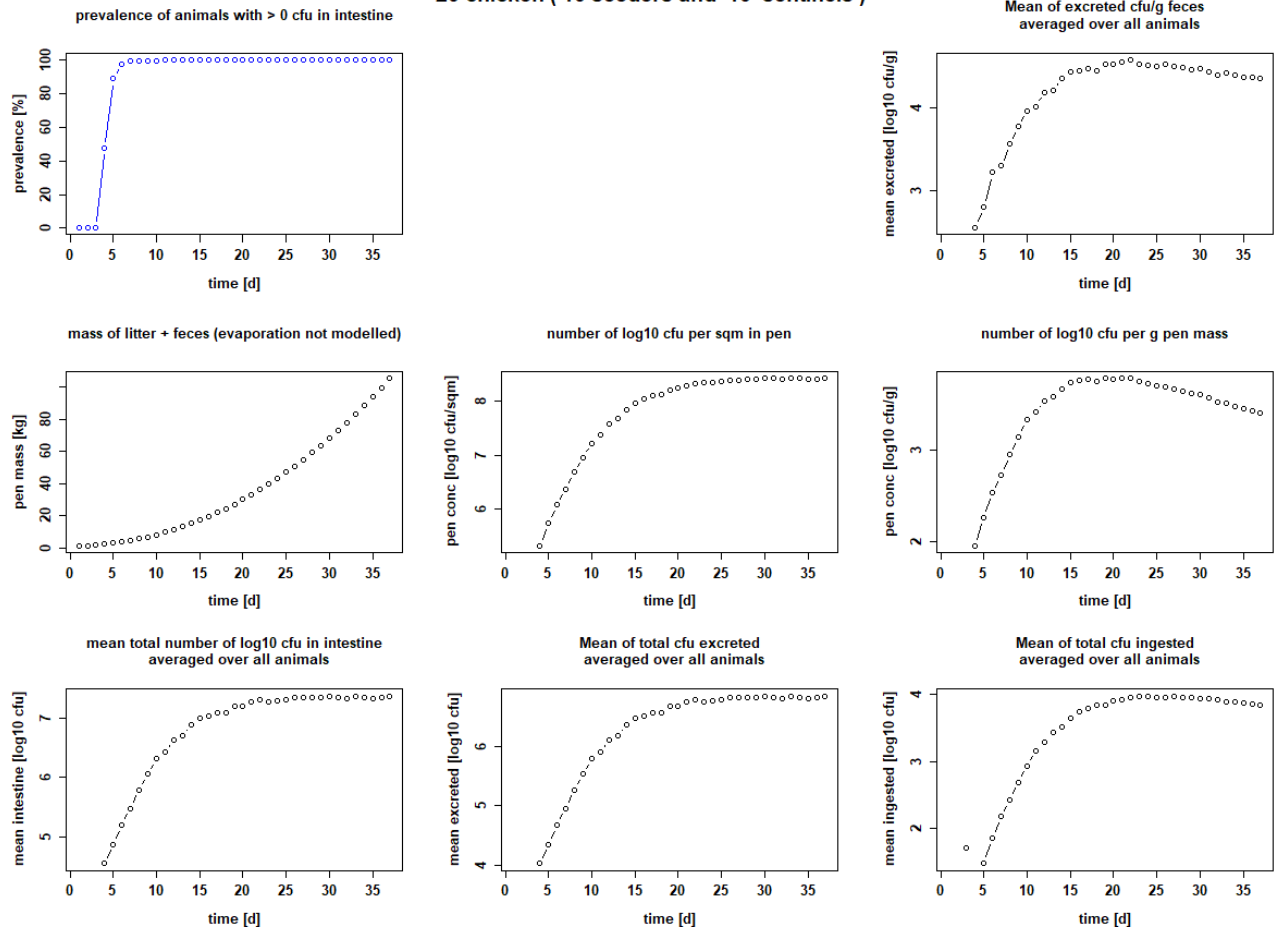 20 chicken ( 10 seeders and 10 sentinels )
prevalence of animals with > 0 cfu in intestine
prevalence [%]
100
80
60
40
20
0
0 5 10 15 20 25 30 35
time [d]
Mean of excreted cfu/g feces
averaged over all animals
mean excreted [log10 cfu/g]
4
3
0 5 10 15 20 25 30 35
time [d]
mass of litter + feces (evaporation not modelled)
pen mass [kg]
80
60
40
20
0
0 5 10 15 20 25 30 35
time [d]
number of log10 cfu per sqm in pen
pen conc [log10 cfu/sqm]
8
7
6
0 5 10 15 20 25 30 35
time [d]
number of log10 cfu per g pen mass
pen conc [log10 cfu/g]
3
2
0 5 10 15 20 25 30 35
time [d]
mean total number of log10 cfu in intestine
averaged over all animals
mean intestine [log10 cfu]
7
6
5
0 5 10 15 20 25 30 35
time [d]
Mean of total cfu excreted
averaged over all animals
mean excreted [log10 cfu]
6
5
4
0 5 10 15 20 25 30 35
time [d]
Mean of total cfu ingested
averaged over all animals
mean ingested [log10 cfu]
4
3
2
0 5 10 15 20 25 30 35
time [d]